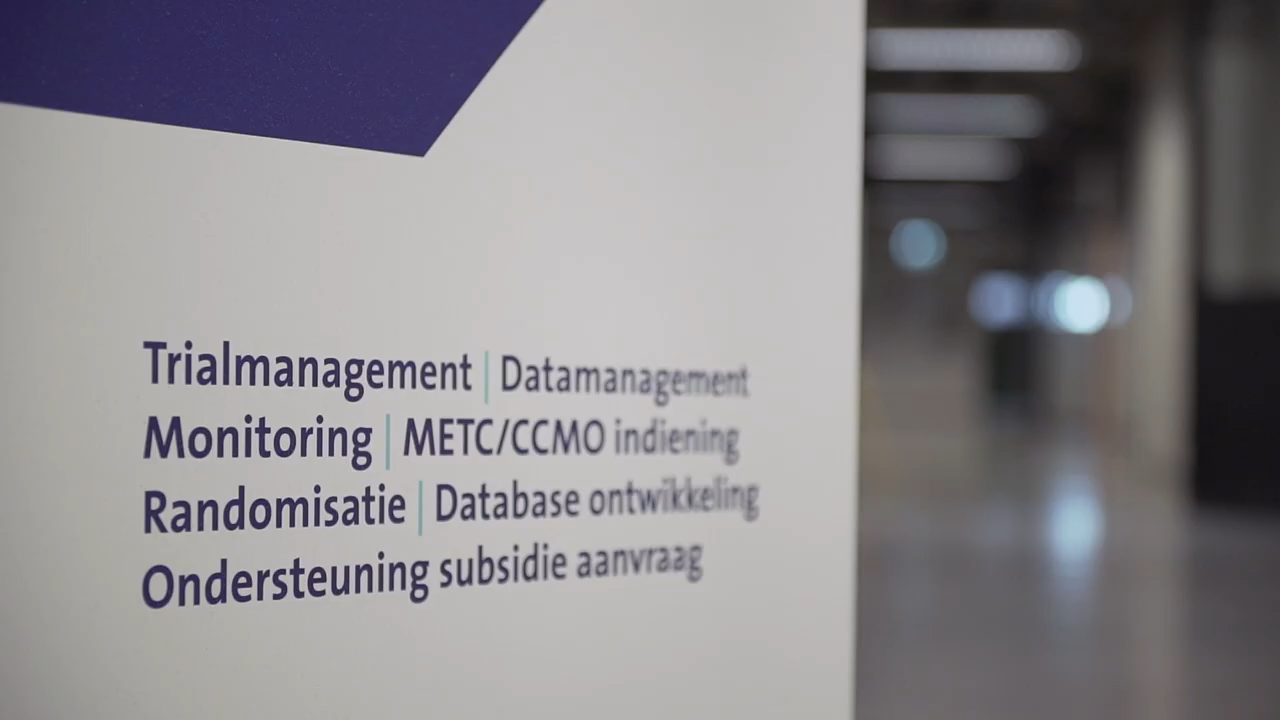 Trialmanagement | Datamanagement
Monitoring | METC/CCMO indiening
Randomisatie | Database ontwikkeling
Ondersteuning subsidie aanvraag